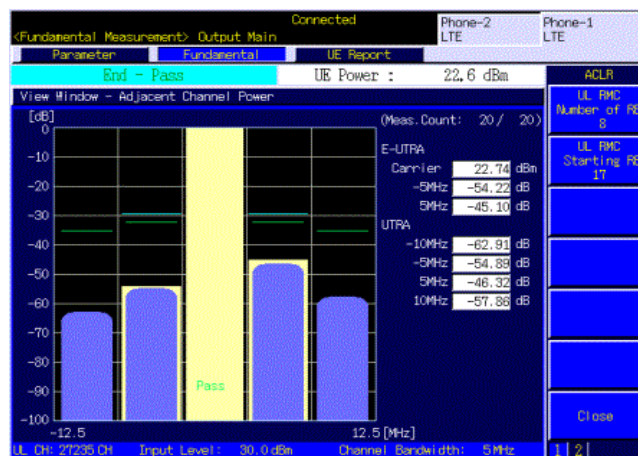 Connected
<Fundamental Measurement> Output Main
Phone-2
LTE
Phone-1
LTE
Parameter
Fundamental
UE Report
End - Pass
UE Power : 22.6 dBm
ACLR
View Window - Adjacent Channel Power
UL RMC
Number of RB
8
UL RMC
Starting RB
17
[dB]
(Meas.Count: 20/ 20)
0
-10
-20
-30
-40
-50
-60
-70
-80
-90
-100
E-UTRA
Carrier 22.74 dBm
-5MHz -54.22 dB
5MHz -45.10 dB
UTRA
-10MHz -62.91 dB
-5MHz -54.89 dB
5MHz -46.32 dB
10MHz -57.86 dB
Pass
-12.5
12.5[MHz]
Close
UL CH: 27235 CH Input Level: 30.0 dBm Channel Bandwidth: 5 MHz
1 2